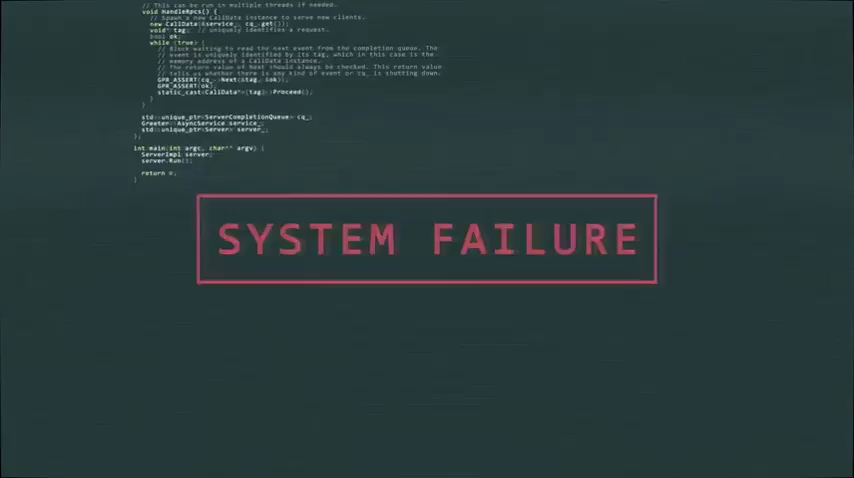 // This can be run in multiple threads if needed.
void HandleRpcs() {
// Spawn a new CallData instance to serve new clients.
new CallData(&service_, cq_.get());
void* tag; // uniquely identifies a request.
bool ok;
while (true) {
// Block waiting to read the next event from the completion queue. The
// event is uniquely identified by its tag, which in this case is the
// memory address of a CallData instance.
// The return value of Next should always be checked. This return value
// tells us whether there is any kind of event or cq_ is shutting down.
GPR_ASSERT(cq_->Next(&tag, &ok));
GPR_ASSERT(ok);
static_cast<CallData*>(tag)->Proceed();
}
}
std::unique_ptr<ServerCompletionQueue> cq_;
Greeter::AsyncService service_;
std::unique_ptr<Server> server_;
};
int main(int argc, char** argv) {
ServerImpl server;
server.Run();
return 0;
}
SYSTEM FAILURE